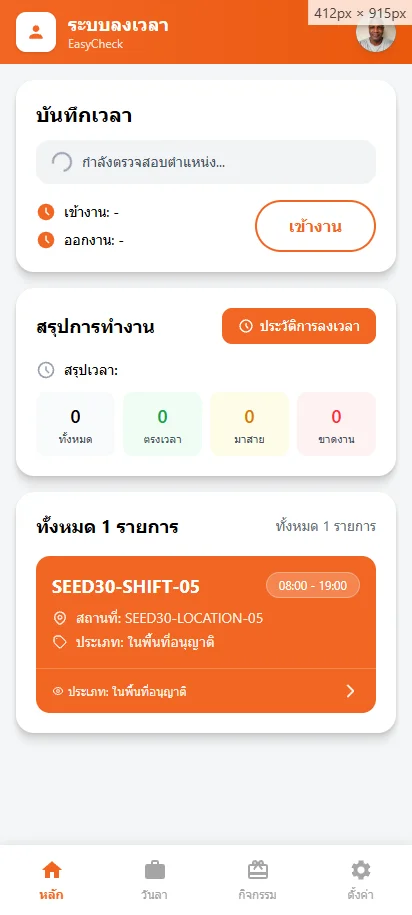 412px × 915px
ระบบลงเวลา
EasyCheck
บันทึกเวลา
กำลังตรวจสอบตำแหน่ง...
เข้างาน: -
ออกงาน: -
เข้างาน
สรุปการทำงาน
ประวัติการลงเวลา
สรุปเวลา:
0
ทั้งหมด
0
ตรงเวลา
0
มาสาย
0
ขาดงาน
ทั้งหมด 1 รายการ
ทั้งหมด 1 รายการ
SEED30-SHIFT-05
08:00 - 19:00
สถานที่: SEED30-LOCATION-05
ประเภท: ในพื้นที่อนุญาติ
ประเภท: ในพื้นที่อนุญาติ
หลัก
วันลา
กิจกรรม
ตั้งค่า